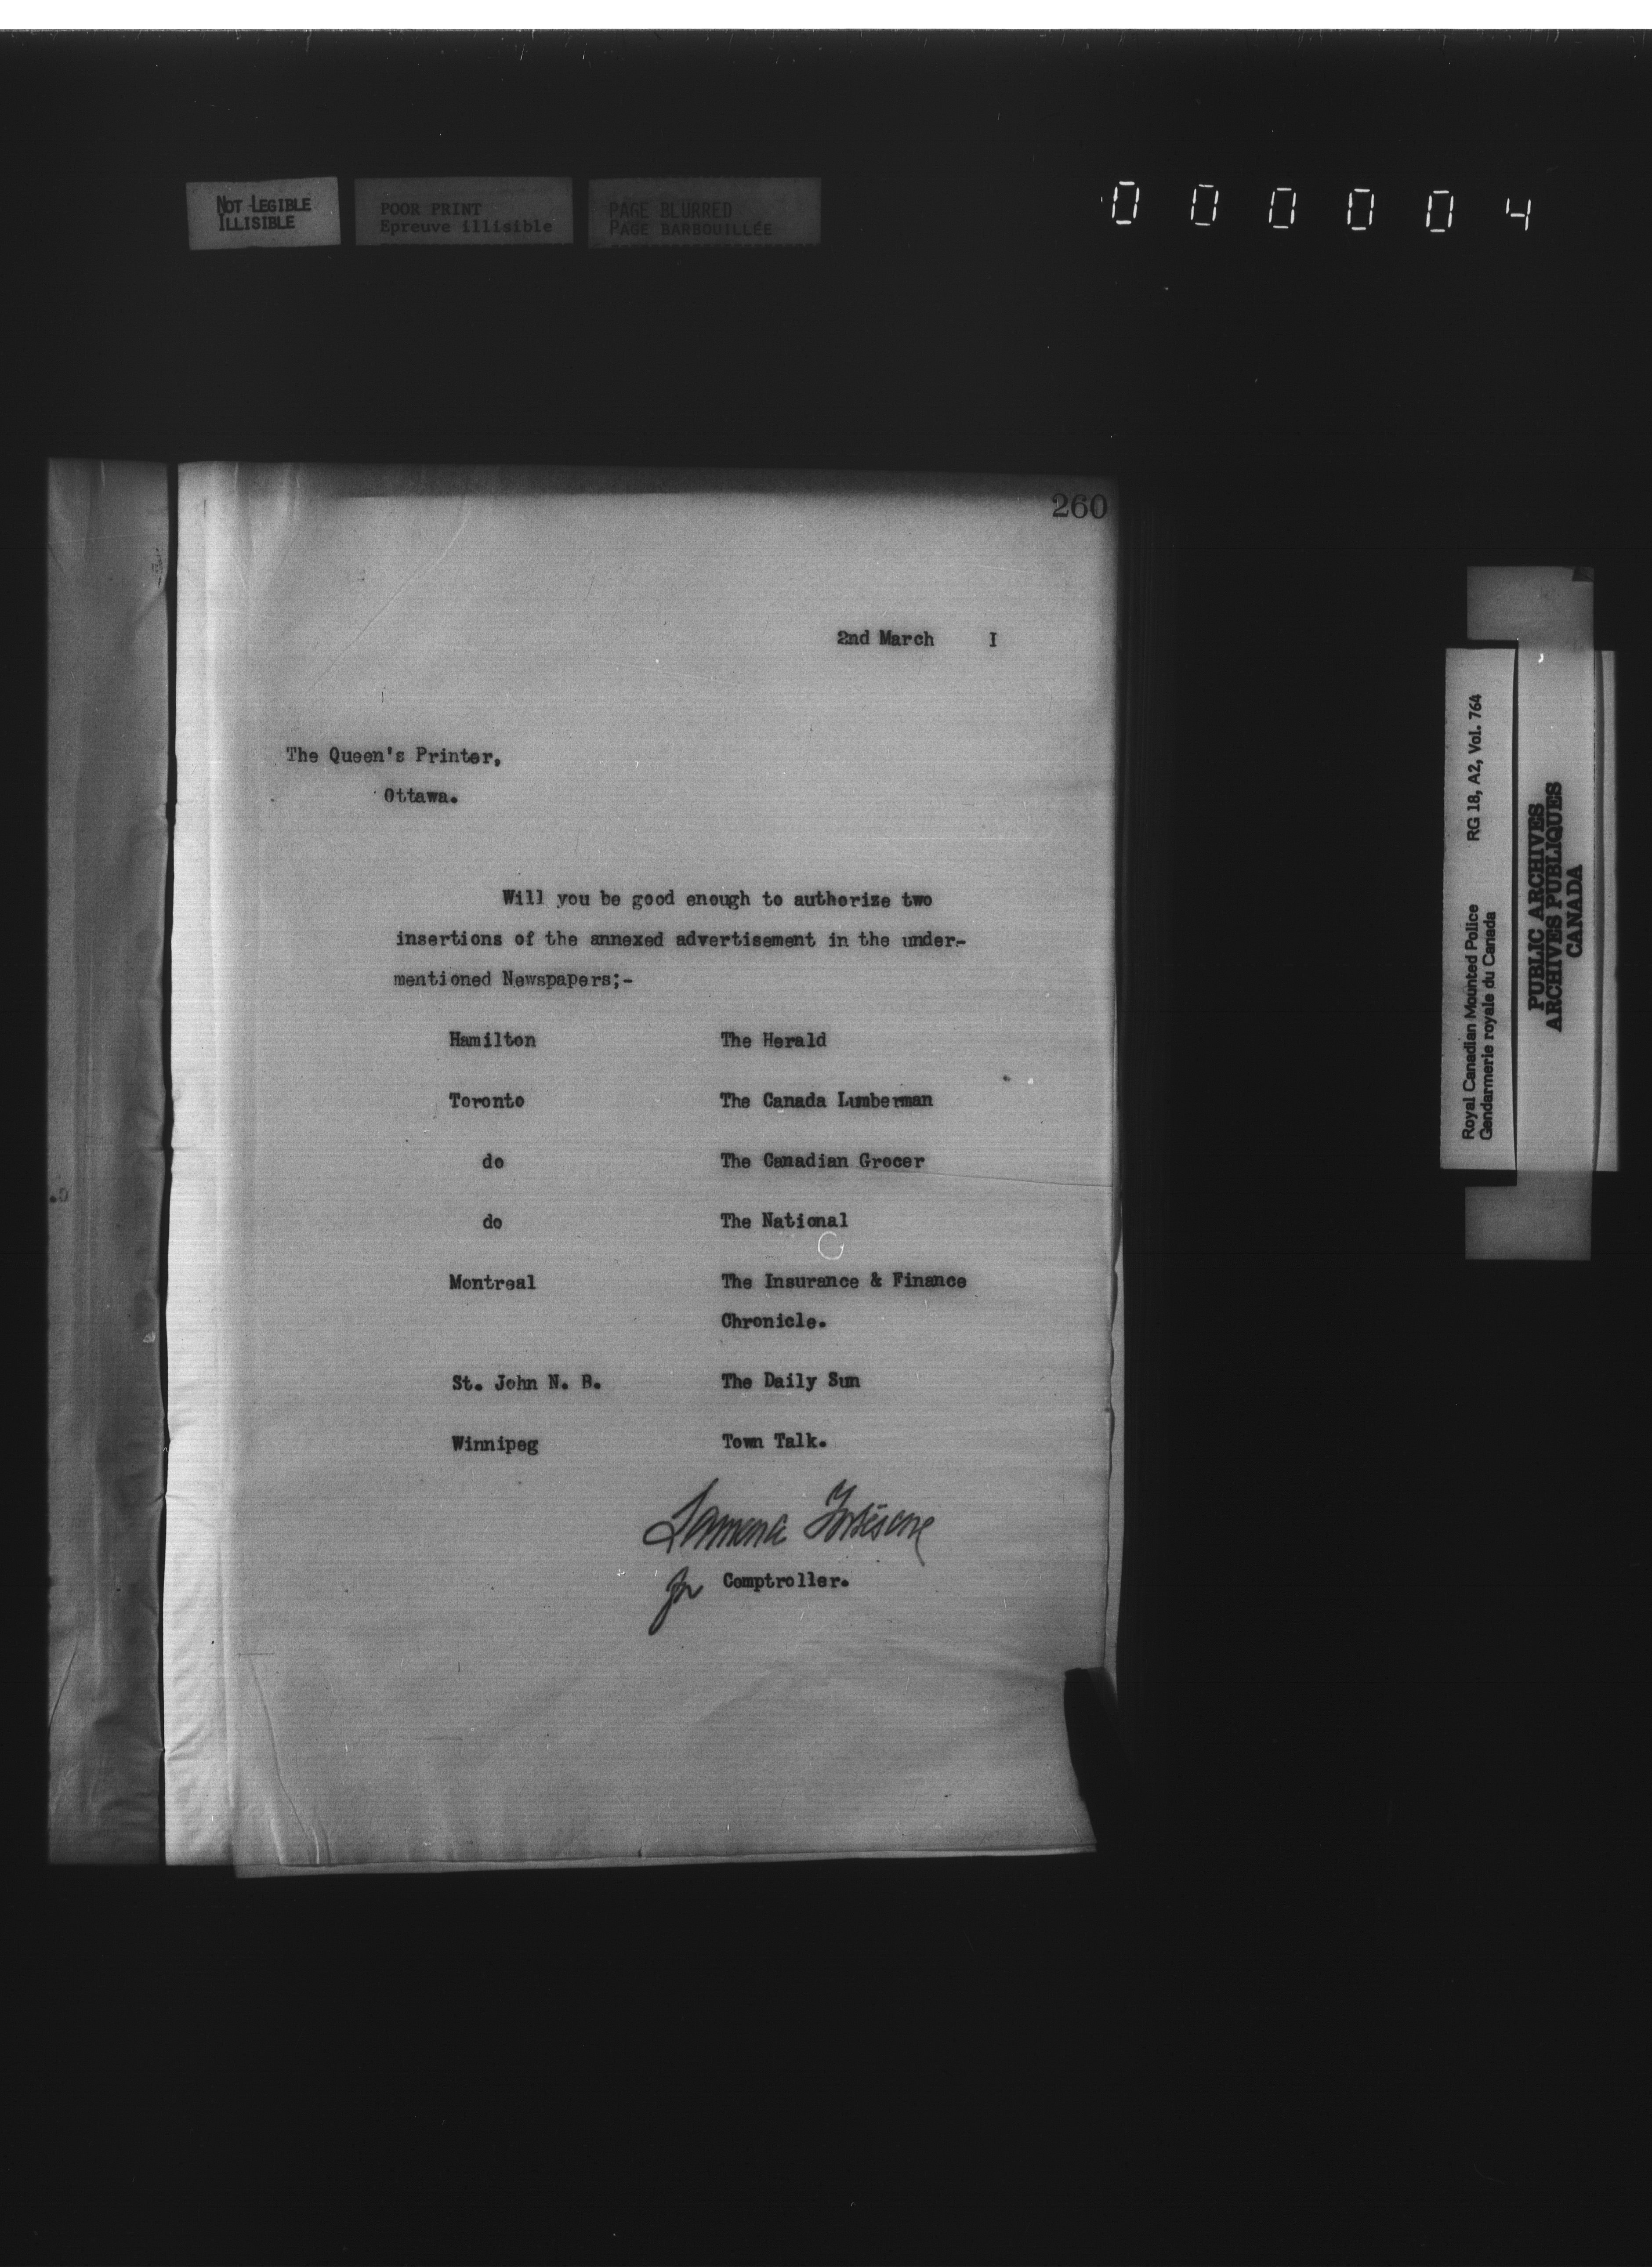 NOT LEGIBLE
ILLISIBLE
POOR PRINT
Epreuve illisible
PAGE BLURRED
PAGE BARBOUILLÉE
000004
260
2nd March I
The Queen's Printer,
Ottawa.
Will you be good enough to authorize two
insertions of the annexed advertisement in the under-
mentioned Newspapers;-
Hamilton The Herald
Toronto The Canada Lumberman
do The Canadian Grocer
do The National
Montreal The Insurance & Finance
Chronicle.
St. John N. B. The Daily Sun
Winnipeg Town Talk.
for Comptroller.
Royal Canadian Mounted Police RG 18, A2, Vol. 764
Gendarmerie royale du Canada
PUBLIC ARCHIVES
ARCHIVES PUBLIQUES
CANADA